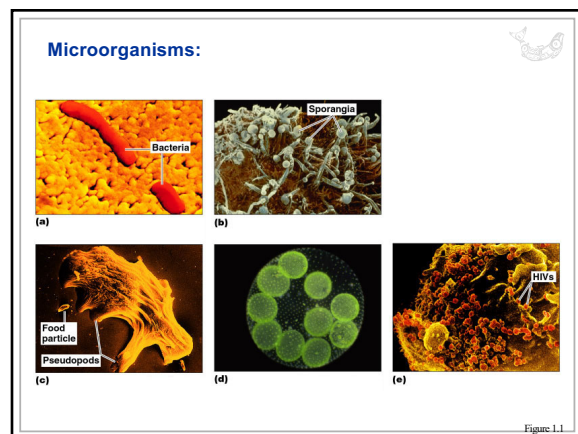 Microorganisms:
Bacteria
(a)
Sporangia
(b)
Food
particle
Pseudopods
(c)
(d)
HIVs
(e)
Figure 1.1